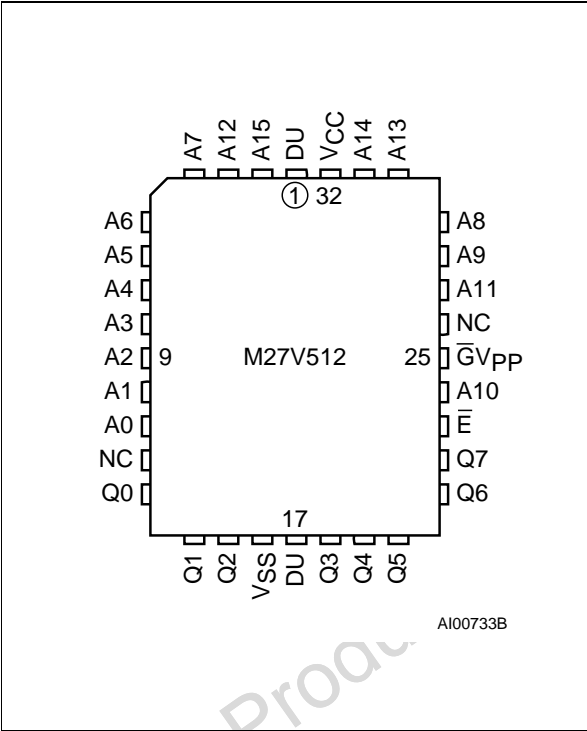 A7 A12 A15 DU VCC A14 A13
1 32
A6 A8
A5 A9
A4 A11
A3 NC
A2 9 M27V512 25 G̅VPP
A1 A10
A0 E̅
NC Q7
Q0 Q6
17
Q1 Q2 VSS DU Q3 Q4 Q5
AI00733B